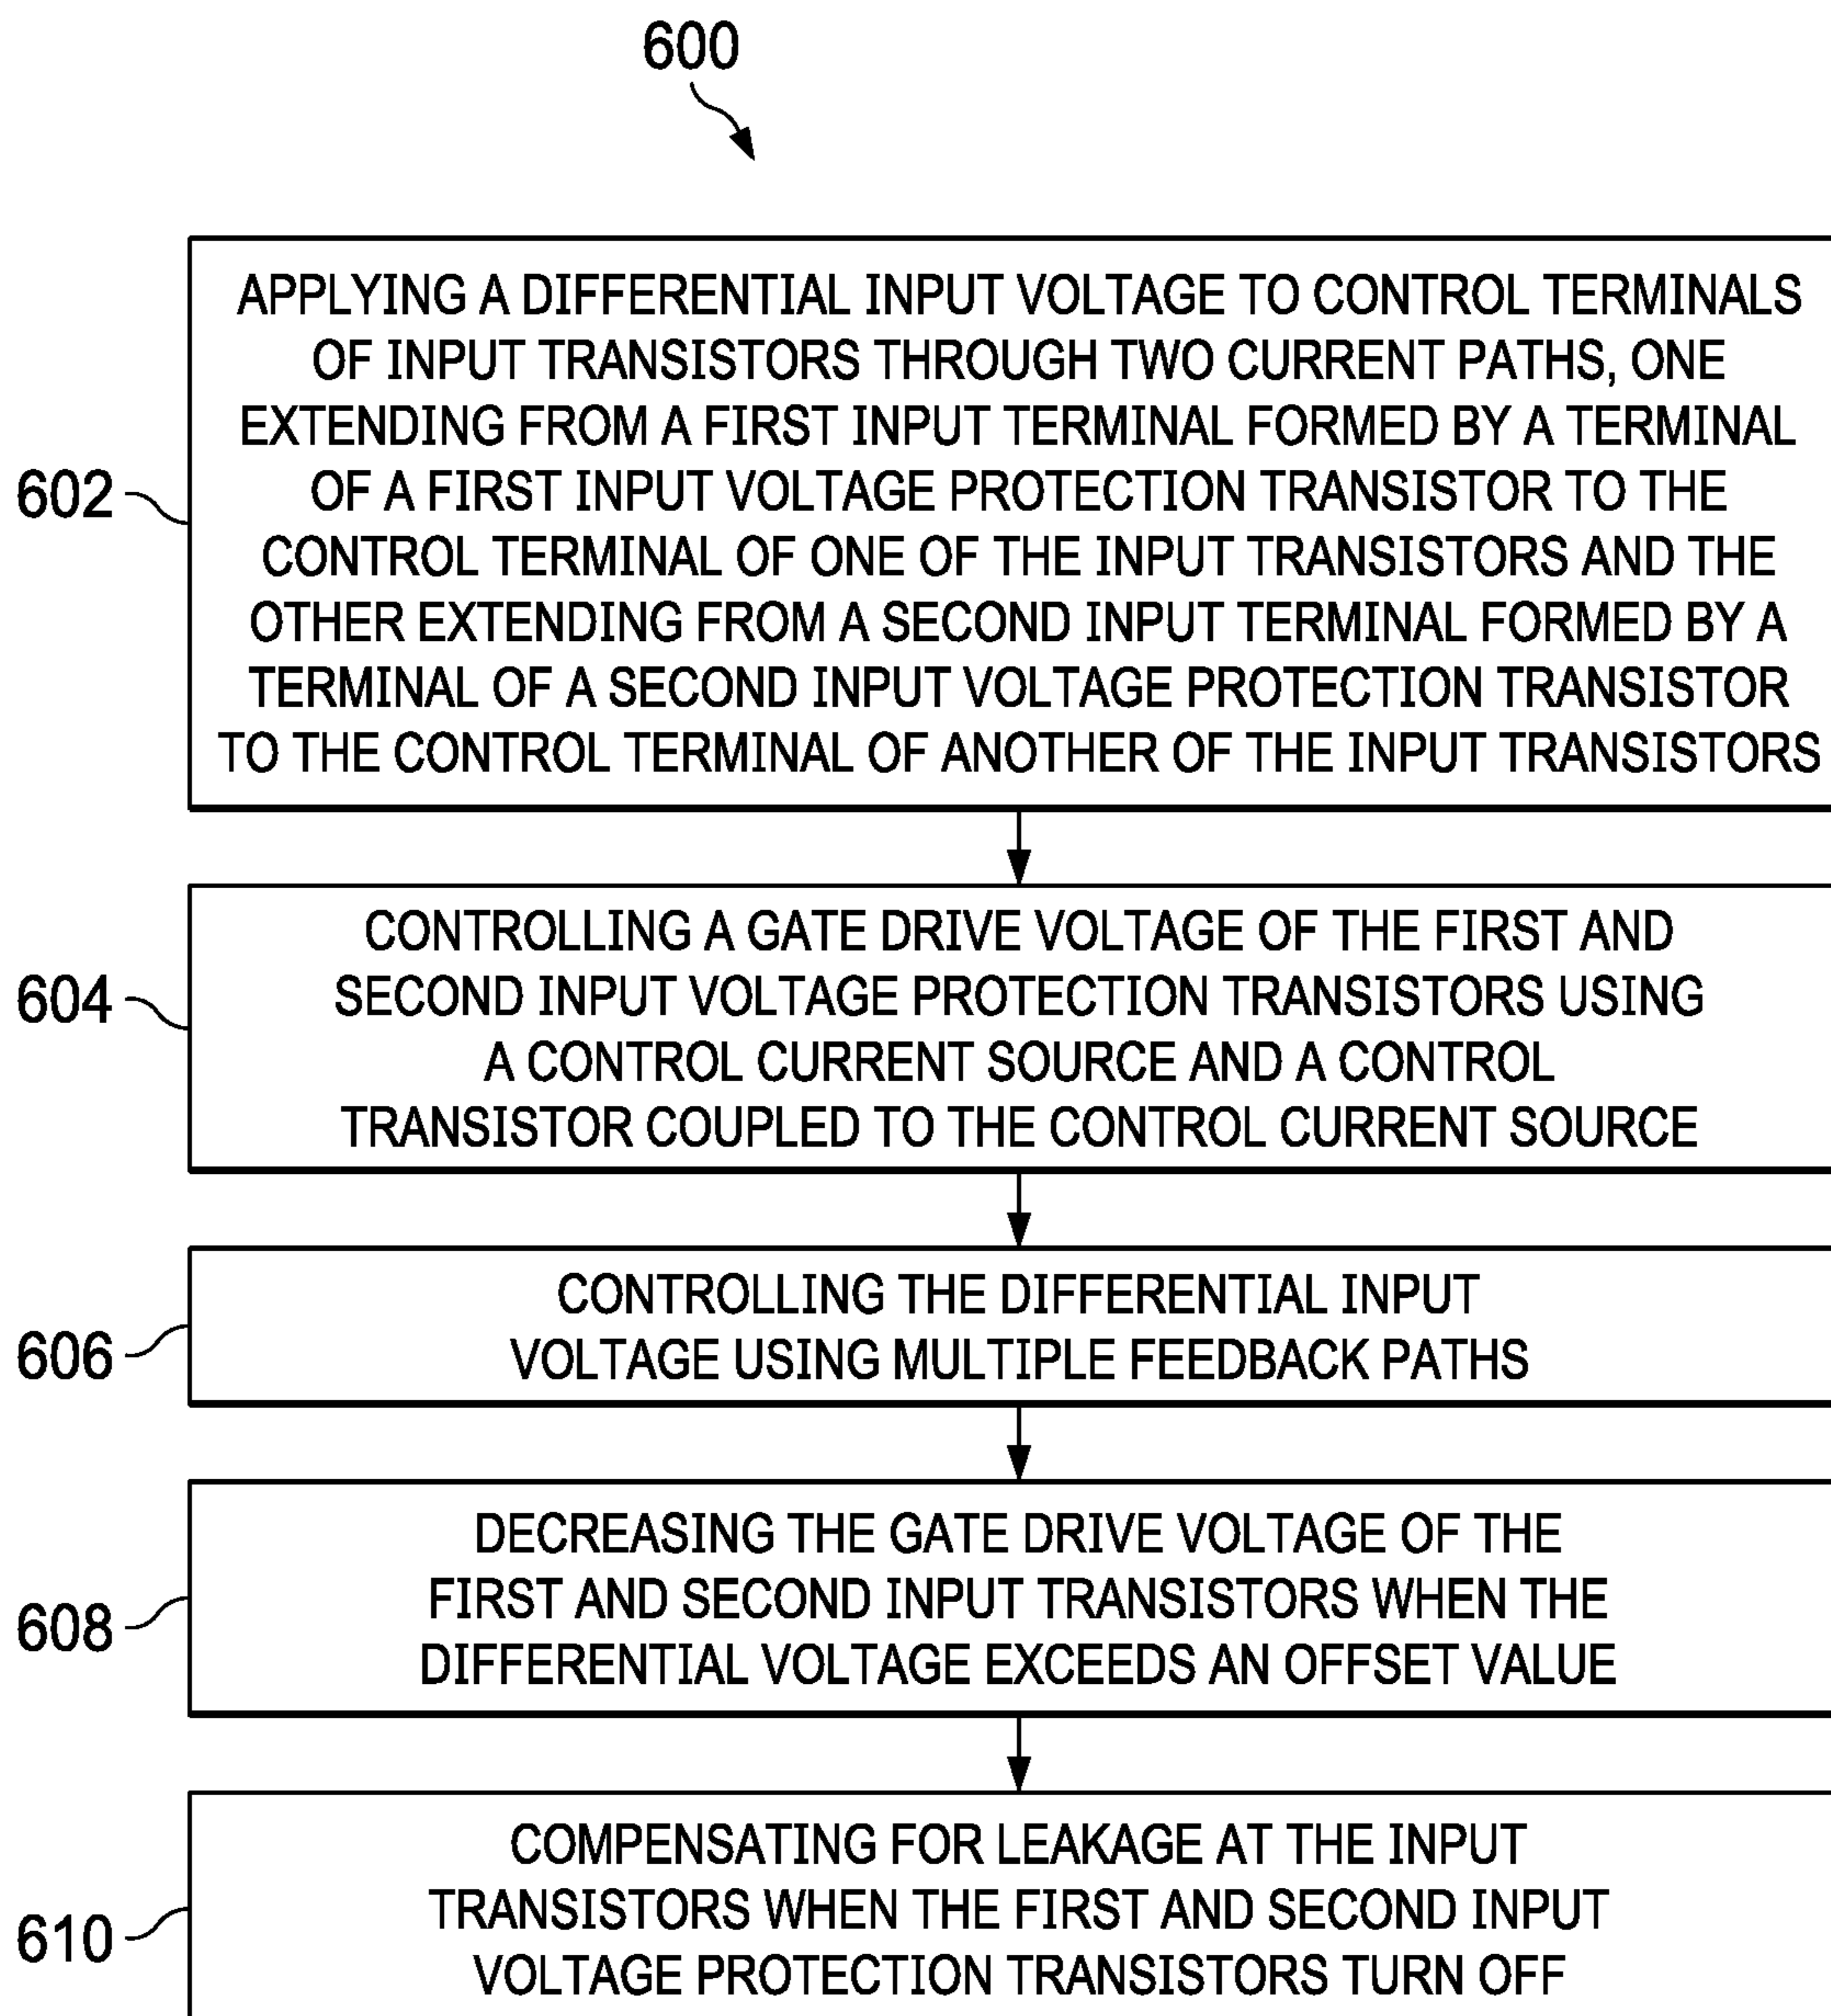 600
602
APPLYING A DIFFERENTIAL INPUT VOLTAGE TO CONTROL TERMINALS
OF INPUT TRANSISTORS THROUGH TWO CURRENT PATHS, ONE
EXTENDING FROM A FIRST INPUT TERMINAL FORMED BY A TERMINAL
OF A FIRST INPUT VOLTAGE PROTECTION TRANSISTOR TO THE
CONTROL TERMINAL OF ONE OF THE INPUT TRANSISTORS AND THE
OTHER EXTENDING FROM A SECOND INPUT TERMINAL FORMED BY A
TERMINAL OF A SECOND INPUT VOLTAGE PROTECTION TRANSISTOR
TO THE CONTROL TERMINAL OF ANOTHER OF THE INPUT TRANSISTORS
604
CONTROLLING A GATE DRIVE VOLTAGE OF THE FIRST AND
SECOND INPUT VOLTAGE PROTECTION TRANSISTORS USING
A CONTROL CURRENT SOURCE AND A CONTROL
TRANSISTOR COUPLED TO THE CONTROL CURRENT SOURCE
606
CONTROLLING THE DIFFERENTIAL INPUT
VOLTAGE USING MULTIPLE FEEDBACK PATHS
608
DECREASING THE GATE DRIVE VOLTAGE OF THE
FIRST AND SECOND INPUT TRANSISTORS WHEN THE
DIFFERENTIAL VOLTAGE EXCEEDS AN OFFSET VALUE
610
COMPENSATING FOR LEAKAGE AT THE INPUT
TRANSISTORS WHEN THE FIRST AND SECOND INPUT
VOLTAGE PROTECTION TRANSISTORS TURN OFF